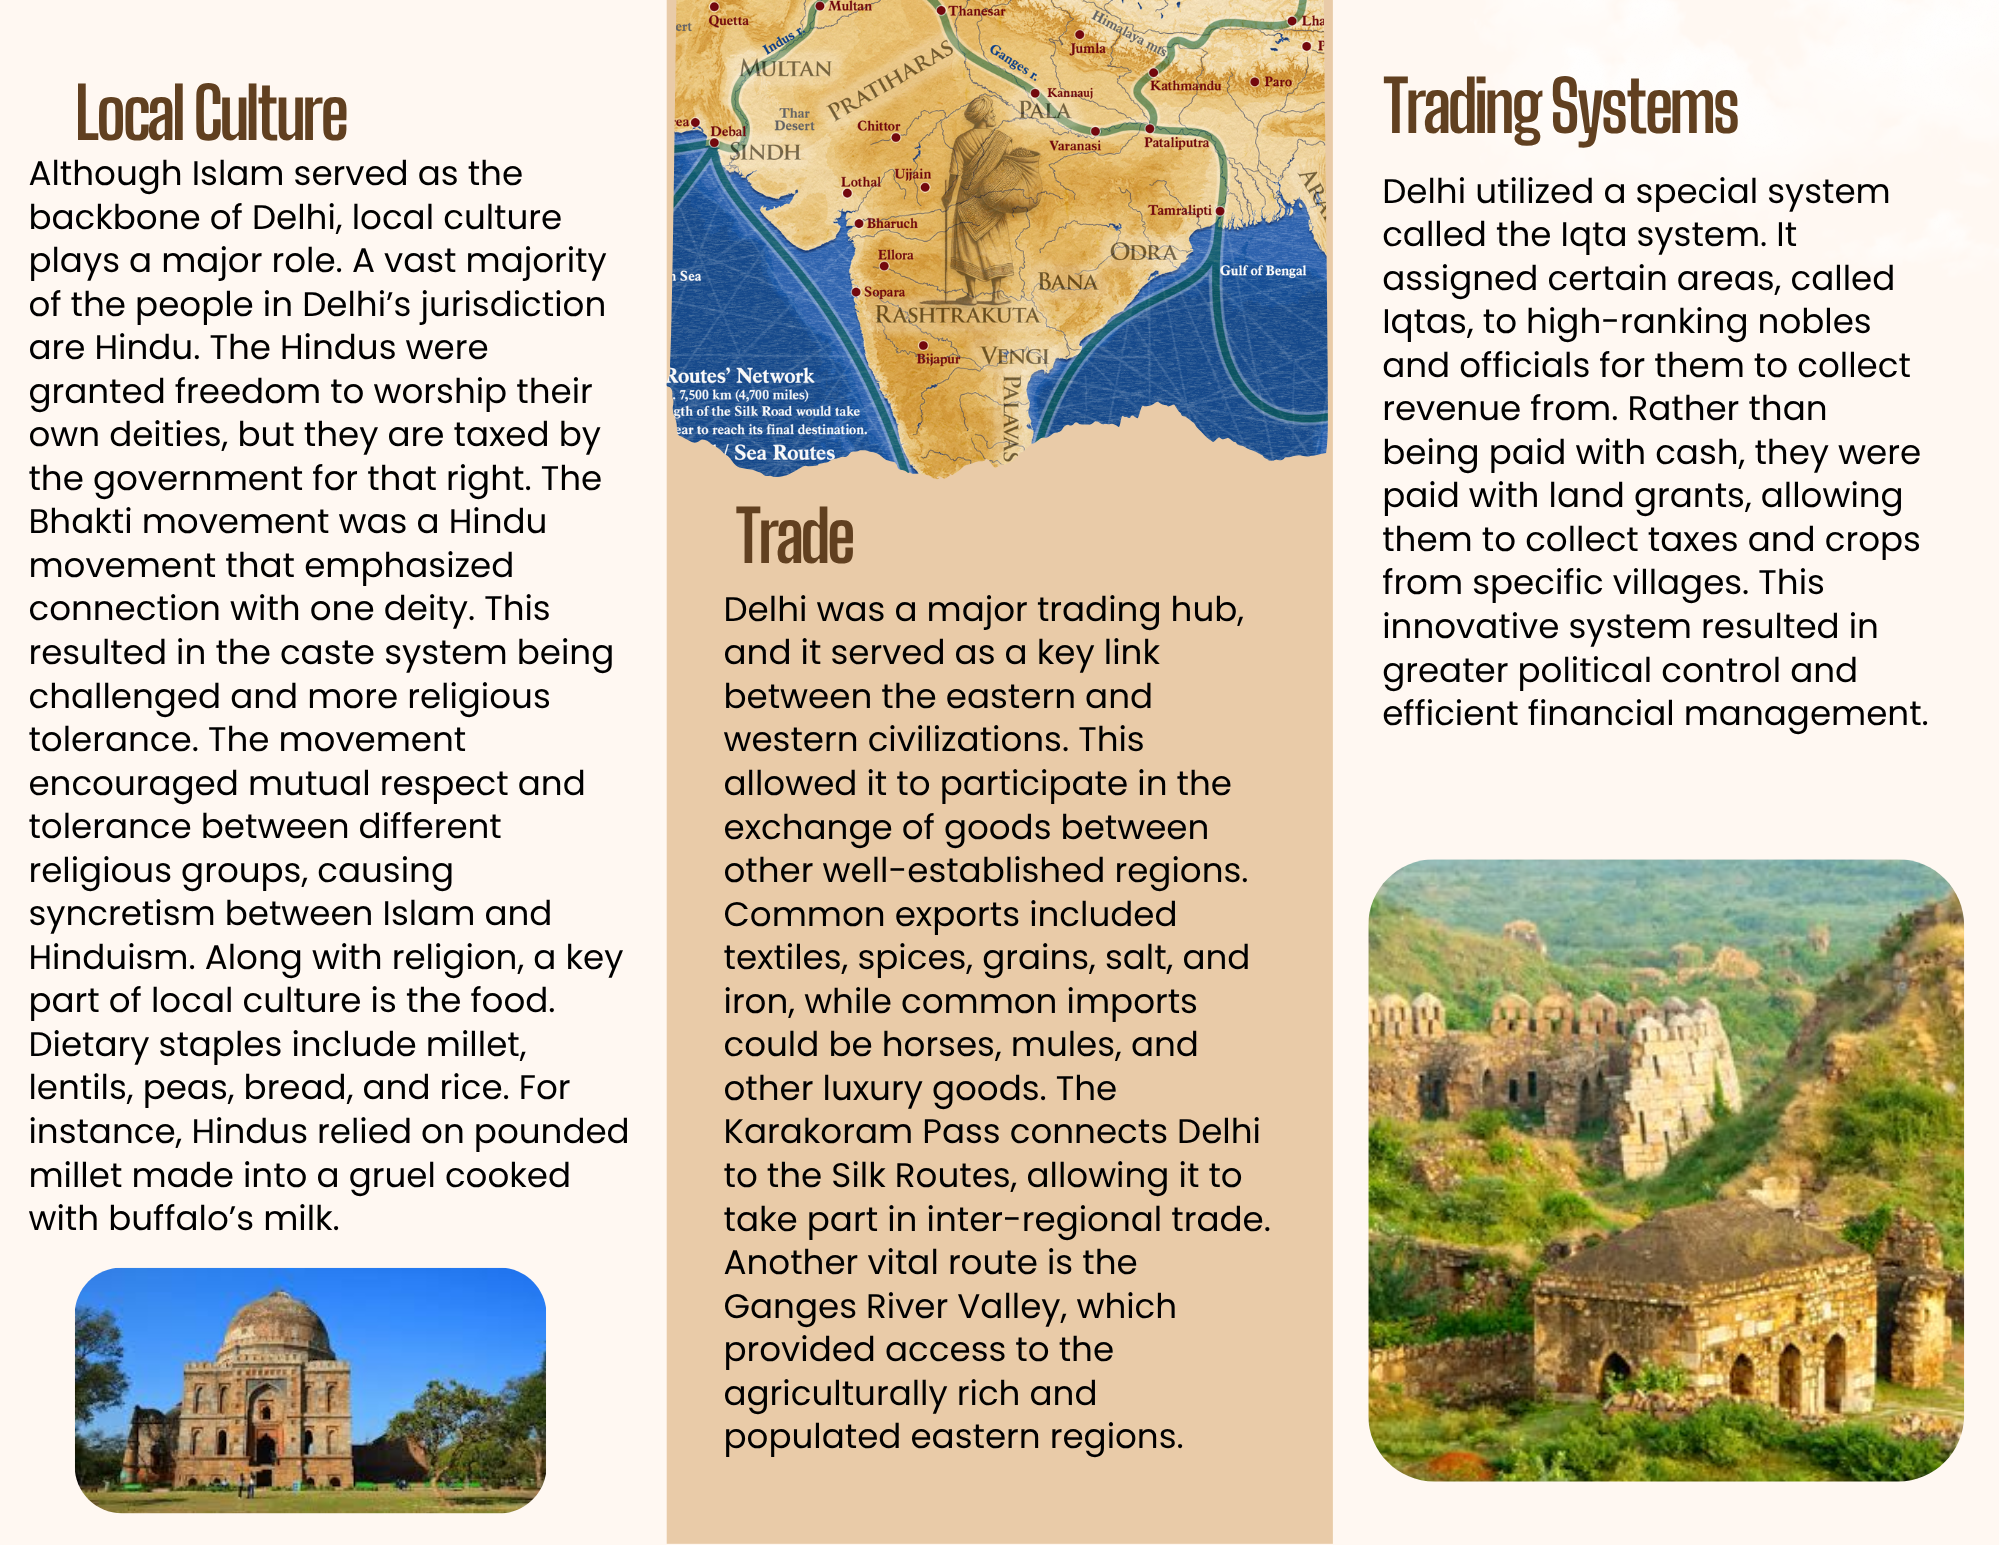 Local Culture
Although Islam served as the
backbone of Delhi, local culture
plays a major role. A vast majority
of the people in Delhi’s jurisdiction
are Hindu. The Hindus were
granted freedom to worship their
own deities, but they are taxed by
the government for that right. The
Bhakti movement was a Hindu
movement that emphasized
connection with one deity. This
resulted in the caste system being
challenged and more religious
tolerance. The movement
encouraged mutual respect and
tolerance between different
religious groups, causing
syncretism between Islam and
Hinduism. Along with religion, a key
part of local culture is the food.
Dietary staples include millet,
lentils, peas, bread, and rice. For
instance, Hindus relied on pounded
millet made into a gruel cooked
with buffalo’s milk.
Quetta
Multan
Thanesar
Indus r.
MULTAN
PRATIHARAS
Ganges r.
Himalaya mts
Jumla
Kathmandu
Paro
Kannauj
PALA
Thar
Desert
Chittor
Debal
SINDH
Varanasi
Pataliputra
Lothal
Ujjain
Bharuch
Tamralipti
Ellora
ODRA
Gulf of Bengal
Sea
Sopara
BANA
RASHTRAKUTA
Bijapur
VENGI
PALAVAS
Routes’ Network
7,500 km (4,700 miles)
of the Silk Road would take
to reach its final destination.
/ Sea Routes
Trade
Delhi was a major trading hub,
and it served as a key link
between the eastern and
western civilizations. This
allowed it to participate in the
exchange of goods between
other well-established regions.
Common exports included
textiles, spices, grains, salt, and
iron, while common imports
could be horses, mules, and
other luxury goods. The
Karakoram Pass connects Delhi
to the Silk Routes, allowing it to
take part in inter-regional trade.
Another vital route is the
Ganges River Valley, which
provided access to the
agriculturally rich and
populated eastern regions.
Trading Systems
Delhi utilized a special system
called the Iqta system. It
assigned certain areas, called
Iqtas, to high-ranking nobles
and officials for them to collect
revenue from. Rather than
being paid with cash, they were
paid with land grants, allowing
them to collect taxes and crops
from specific villages. This
innovative system resulted in
greater political control and
efficient financial management.